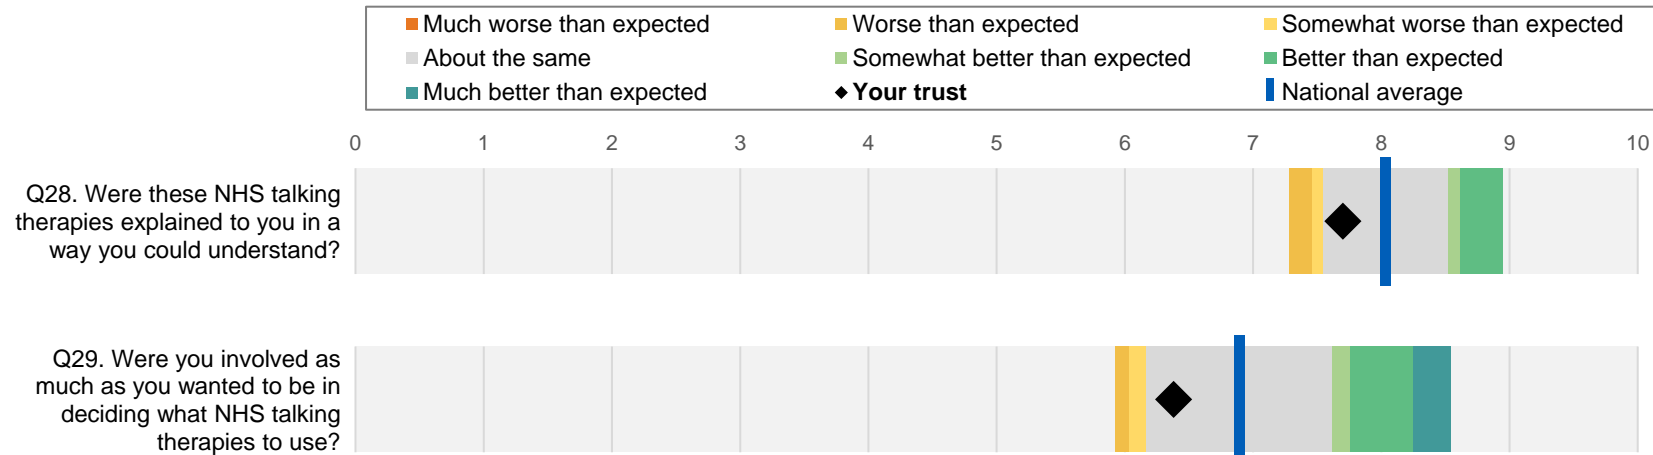 Much worse than expected
Worse than expected
Somewhat worse than expected
About the same
Somewhat better than expected
Better than expected
Much better than expected
Your trust
National average
0 1 2 3 4 5 6 7 8 9 10
Q28. Were these NHS talking
therapies explained to you in a
way you could understand?
Q29. Were you involved as
much as you wanted to be in
deciding what NHS talking
therapies to use?